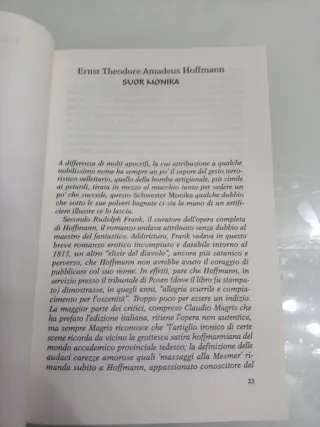 Ernst Theodore Amadeus Hoffmann
SUOR MONIKA
A differenza di molti apocrifi, la cui attribuzione a qualche
nobilissimo nome ha sempre un po' il sapore del gesto terro-
ristico velleitario, quello della bomba artigianale, più simile
ai petardi, tirata in mezzo al mucchio tanto per vedere un
po' che succede, questo Schwester Monika qualche dubbio
che sotto le sue polveri bagnate ci sia la mano di un artifi-
ciere illustre ce lo lascia.
Secondo Rudolph Frank, il curatore dell'opera completa
di Hoffmann, il romanzo andava attribuito senza dubbio al
maestro del fantastico. Addirittura, Frank vedeva in questo
breve romanzo erotico incompiuto e databile intorno al
1815, un altro "elisir del diavolo", ancora più satanico e
perverso, che Hoffmann non avrebbe avuto il coraggio di
pubblicare col suo nome. In effetti, pare che Hoffmann, in
servizio presso il tribunale di Posen (dove il libro fu stampa-
to) dimostrasse, in quegli anni, "allegria scurrile e compia-
cimento per l'oscenità". Troppo poco per essere un indizio.
La maggior parte dei critici, compreso Claudio Magris che
ha prefato l'edizione italiana, ritiene l'opera non autentica,
ma sempre Magris riconosce che "l'artiglio ironico di certe
scene ricorda da vicino la grottesca satira hoffmanniana del
mondo accademico provinciale tedesco; la definizione delle
audaci carezze amorose quali 'massaggi alla Mesmer' ri-
manda subito a Hoffmann, appassionato conoscitore del
23